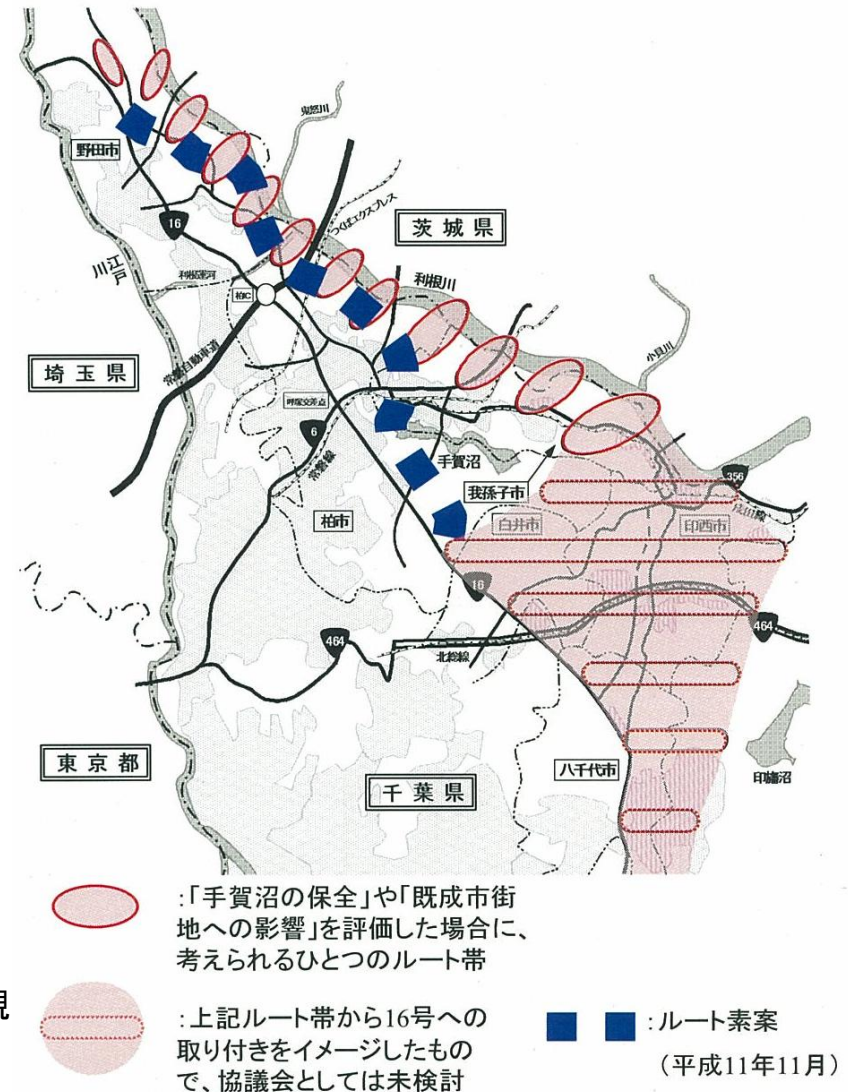 鬼怒川
野田市
つくばエクスプレス
茨城県
16
川江戸
利根運河
利根川
柏IC
小貝川
埼玉県
常磐自動車道
呼塚交差点
6
常磐線
手賀沼
我孫子市
356
成田線
柏市
白井市
印西市
16
464
464
北総線
東京都
八千代市
印旛沼
千葉県
:「手賀沼の保全」や「既成市街
地への影響」を評価した場合に、
考えられるひとつのルート帯
:上記ルート帯から16号への
取り付きをイメージしたもの
で、協議会としては未検討
:ルート素案
(平成11年11月)